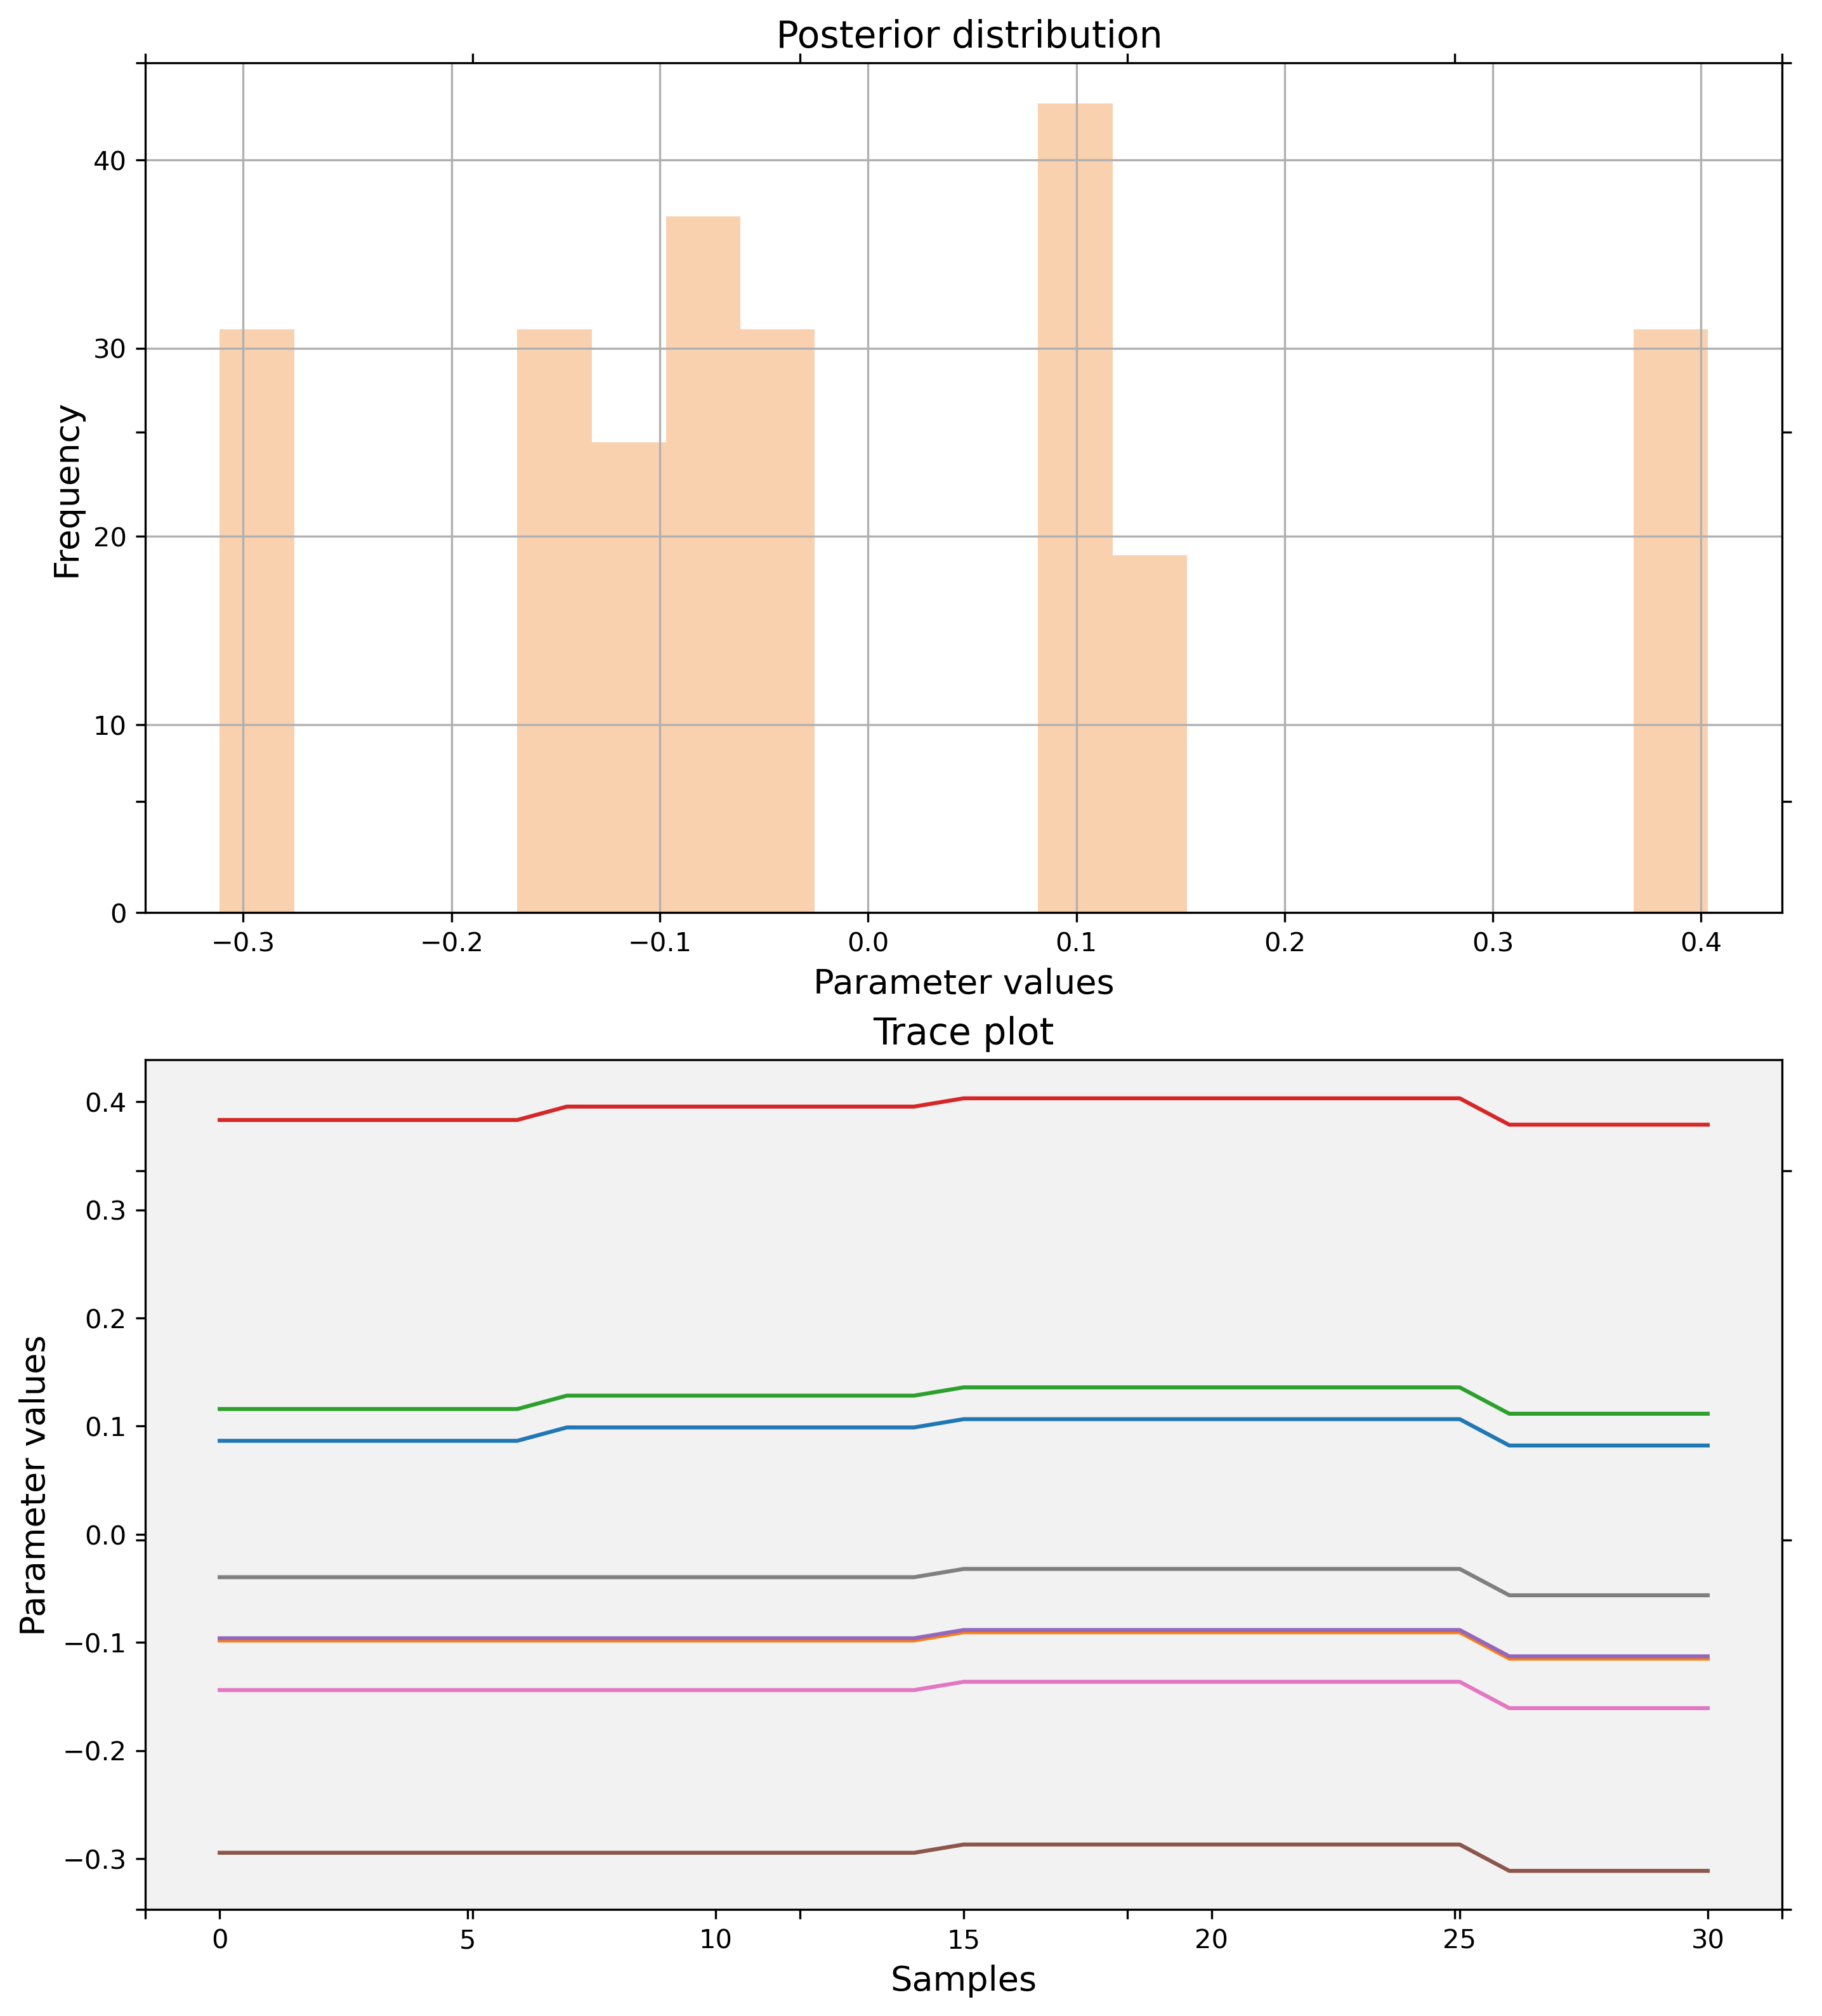 Posterior distribution
40
30
20
10
0
Frequency
−0.3 −0.2 −0.1 0.0 0.1 0.2 0.3 0.4
Parameter values
Trace plot
0.4
0.3
0.2
0.1
0.0
−0.1
−0.2
−0.3
Parameter values
0 5 10 15 20 25 30
Samples